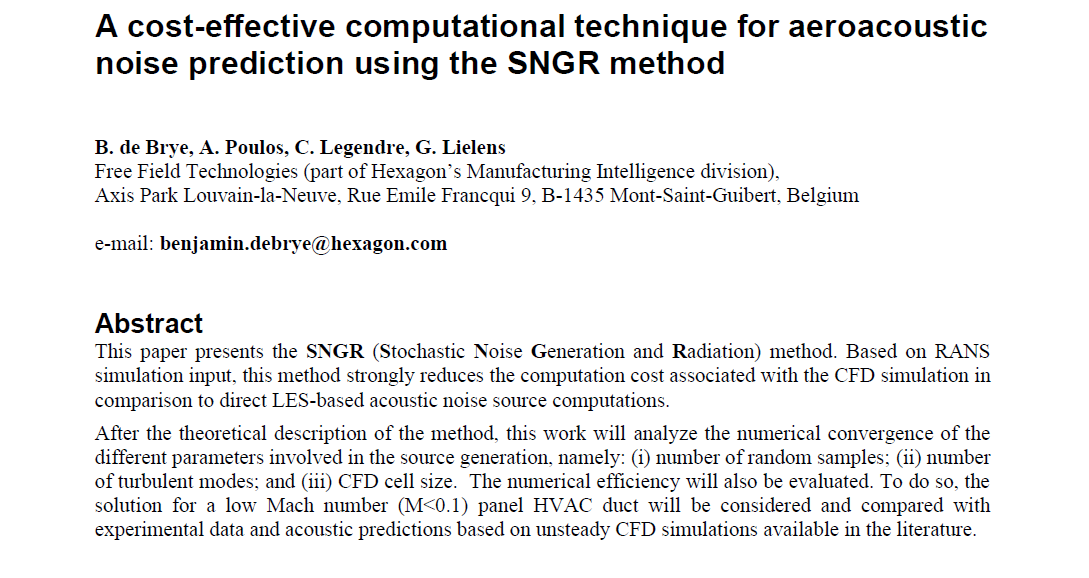 A cost-effective computational technique for aeroacoustic
noise prediction using the SNGR method
B. de Brye, A. Poulos, C. Legendre, G. Lielens
Free Field Technologies (part of Hexagon's Manufacturing Intelligence division),
Axis Park Louvain-la-Neuve, Rue Emile Francqui 9, B-1435 Mont-Saint-Guibert, Belgium
e-mail: benjamin.debrye@hexagon.com
Abstract
This paper presents the SNGR (Stochastic Noise Generation and Radiation) method. Based on RANS
simulation input, this method strongly reduces the computation cost associated with the CFD simulation in
comparison to direct LES-based acoustic noise source computations.
After the theoretical description of the method, this work will analyze the numerical convergence of the
different parameters involved in the source generation, namely: (i) number of random samples; (ii) number
of turbulent modes; and (iii) CFD cell size. The numerical efficiency will also be evaluated. To do so, the
solution for a low Mach number (M<0.1) panel HVAC duct will be considered and compared with
experimental data and acoustic predictions based on unsteady CFD simulations available in the literature.